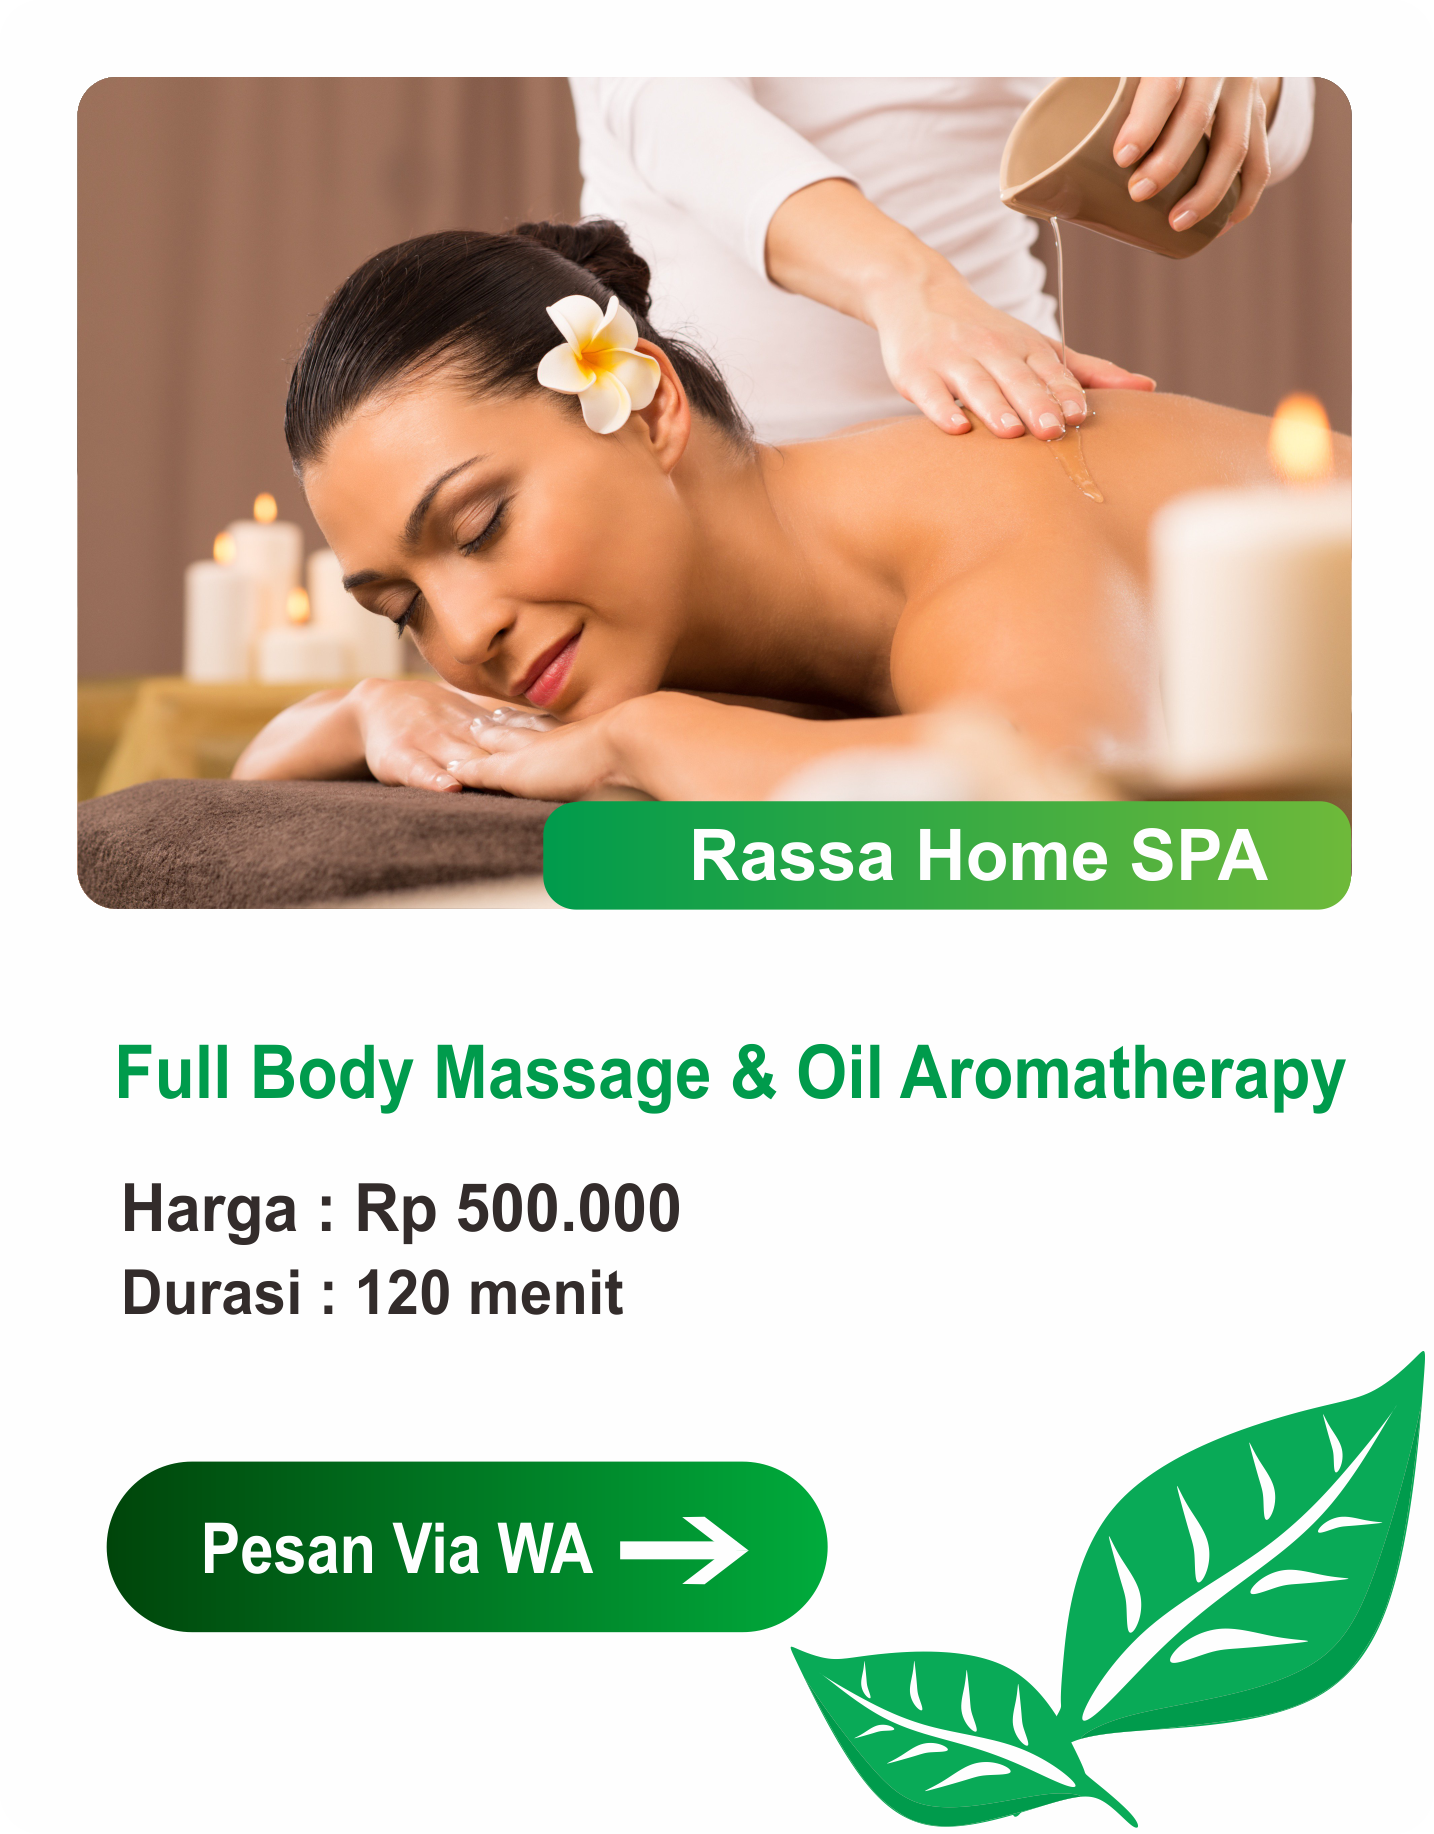 Rassa Home SPA
Full Body Massage & Oil Aromatherapy
Harga : Rp 500.000
Durasi : 120 menit
Pesan Via WA